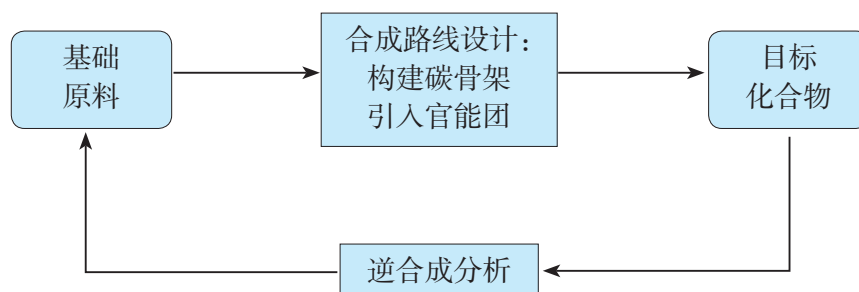 基础
原料
合成路线设计：
构建碳骨架
引入官能团
目标
化合物
逆合成分析